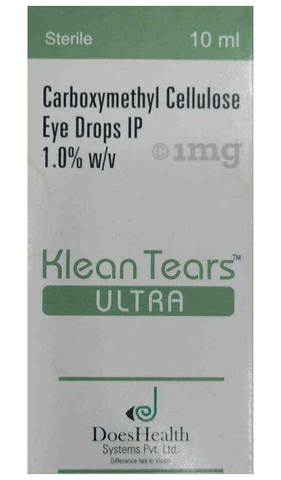 Sterile 10 ml
Carboxymethyl Cellulose
Eye Drops IP
1.0% w/v
© 1mg
Klean Tears™
ULTRA
DoesHealth
Systems Pvt. Ltd.
Difference lies in Vision